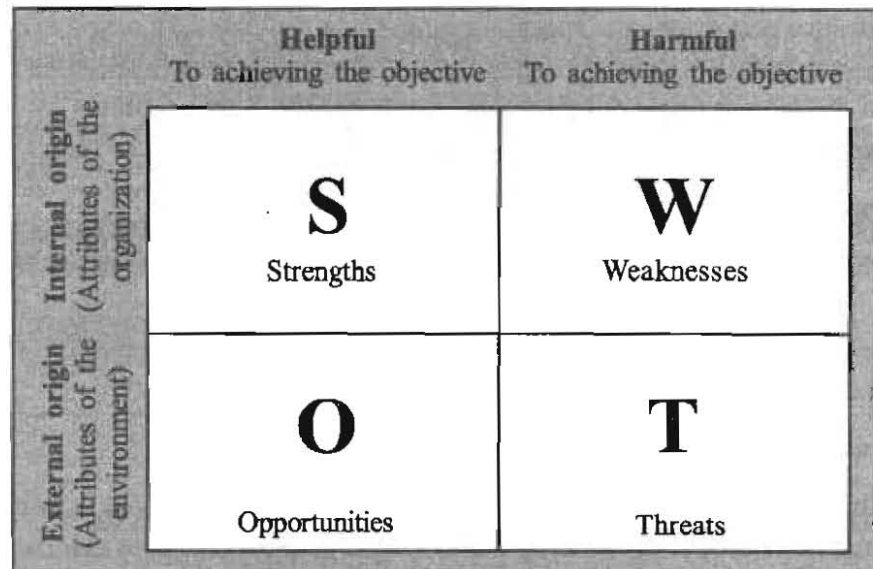 Helpful
To achieving the objective
Harmful
To achieving the objective
Internal origin
(Attributes of the
organization)
S
Strengths
W
Weaknesses
External origin
(Attributes of the
environment)
O
Opportunities
T
Threats